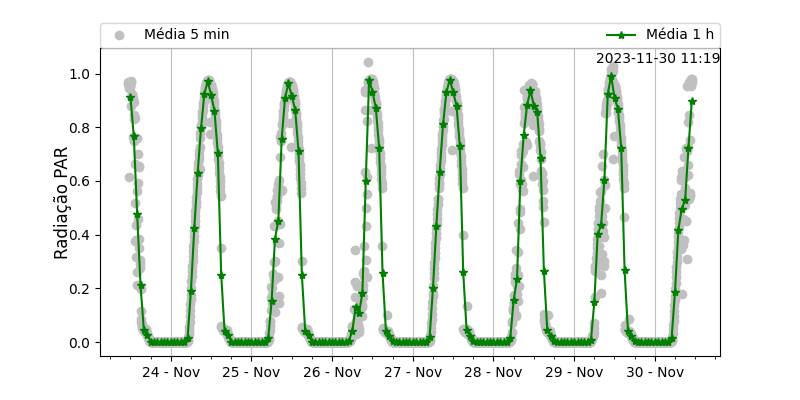 Média 5 min
Média 1 h
2023-11-30 11:19
Radiação PAR
1.0
0.8
0.6
0.4
0.2
0.0
24 - Nov
25 - Nov
26 - Nov
27 - Nov
28 - Nov
29 - Nov
30 - Nov